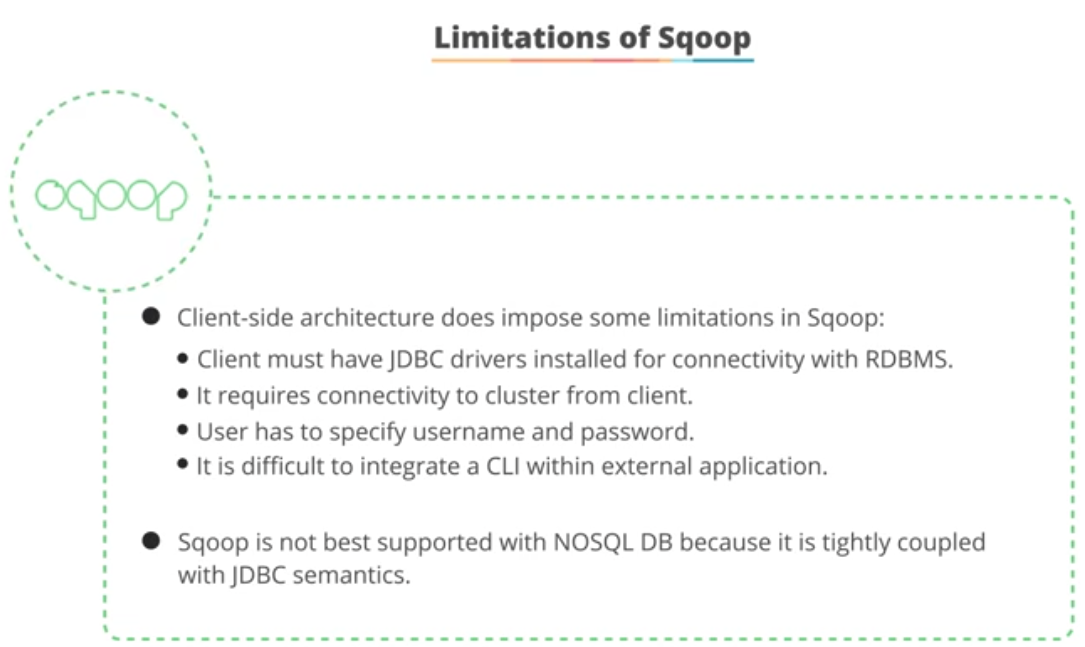 Limitations of Sqoop
sqoop
● Client-side architecture does impose some limitations in Sqoop:
● Client must have JDBC drivers installed for connectivity with RDBMS.
● It requires connectivity to cluster from client.
● User has to specify username and password.
● It is difficult to integrate a CLI within external application.
● Sqoop is not best supported with NOSQL DB because it is tightly coupled
with JDBC semantics.